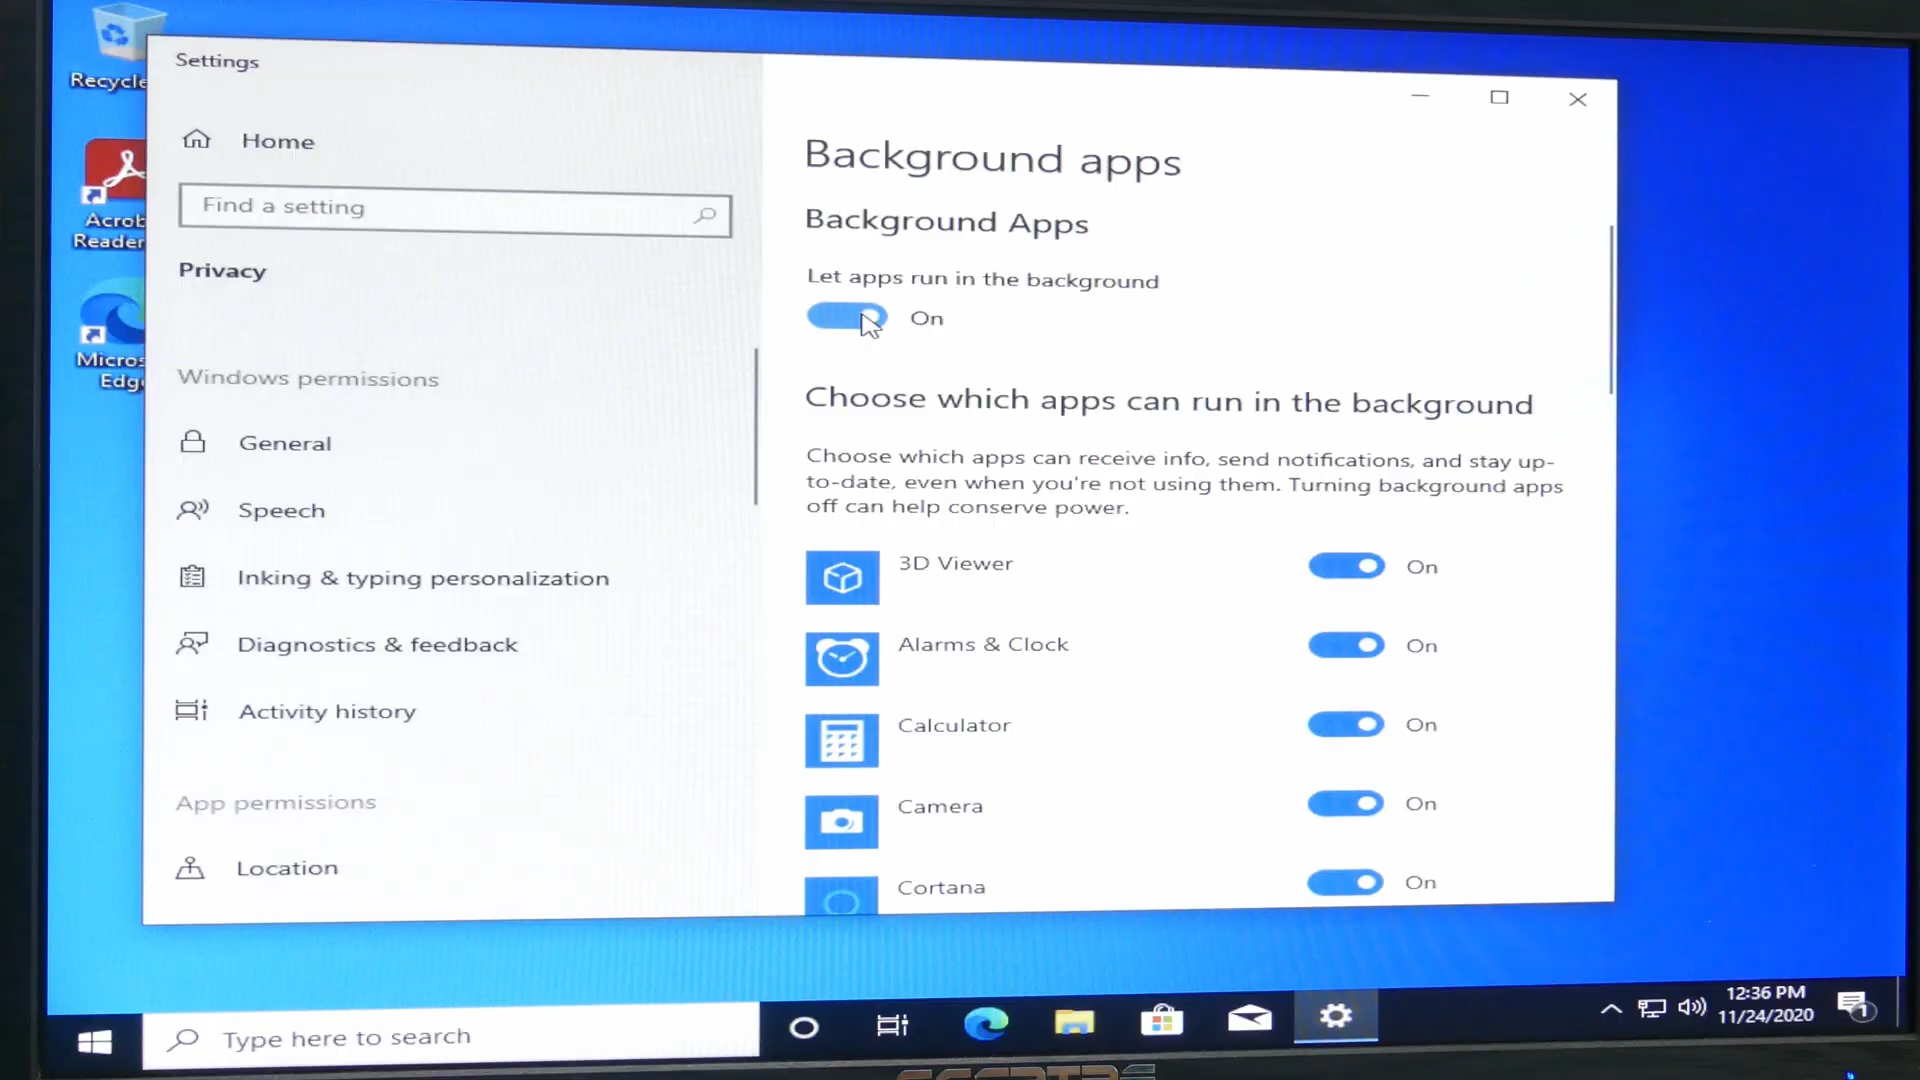 Recycle
Acrob
Reader
Micros
Edg
Settings
Home
Find a setting
Privacy
Windows permissions
General
Speech
Inking & typing personalization
Diagnostics & feedback
Activity history
App permissions
Location
Background apps
Background Apps
Let apps run in the background
On
Choose which apps can run in the background
Choose which apps can receive info, send notifications, and stay up-
to-date, even when you're not using them. Turning background apps
off can help conserve power.
3D Viewer On
Alarms & Clock On
Calculator On
Camera On
Cortana On
Type here to search
12:36 PM
11/24/2020
1